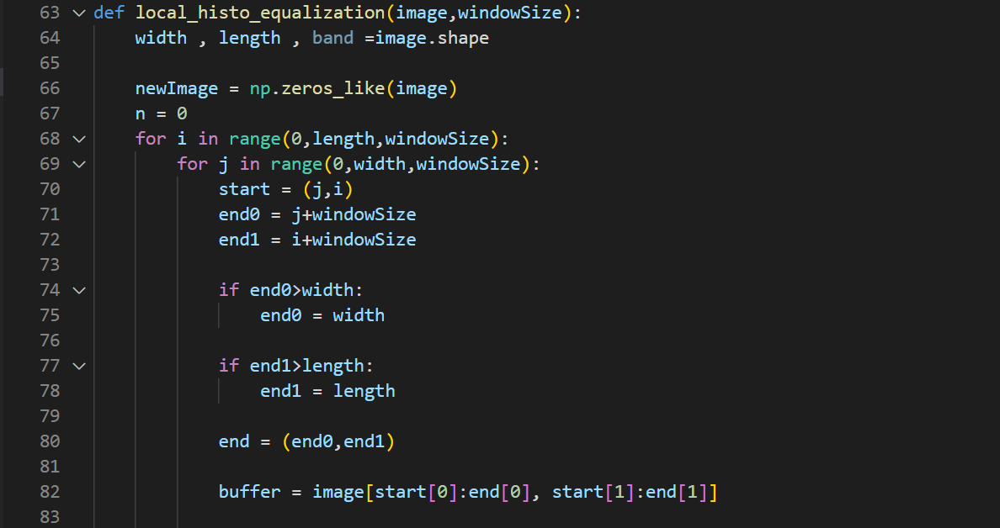 63 def local_histo_equalization(image,windowSize):
64     width , length , band =image.shape
65
66     newImage = np.zeros_like(image)
67     n = 0
68     for i in range(0,length,windowSize):
69         for j in range(0,width,windowSize):
70             start = (j,i)
71             end0 = j+windowSize
72             end1 = i+windowSize
73
74             if end0>width:
75                 end0 = width
76
77             if end1>length:
78                 end1 = length
79
80             end = (end0,end1)
81
82             buffer = image[start[0]:end[0], start[1]:end[1]]
83